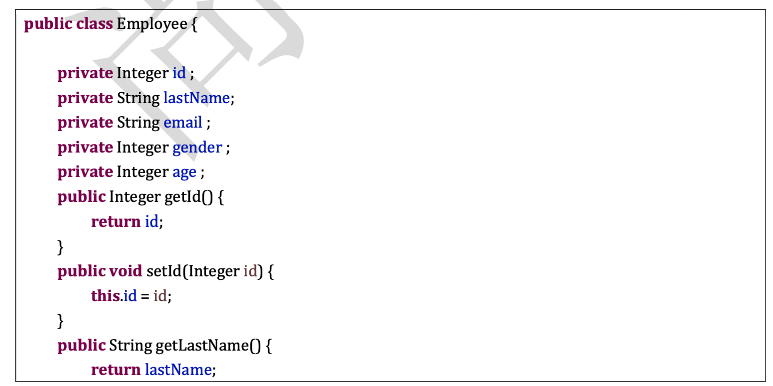 public class Employee {
private Integer id ;
private String lastName;
private String email ;
private Integer gender ;
private Integer age ;
public Integer getId() {
return id;
}
public void setId(Integer id) {
this.id = id;
}
public String getLastName() {
return lastName;